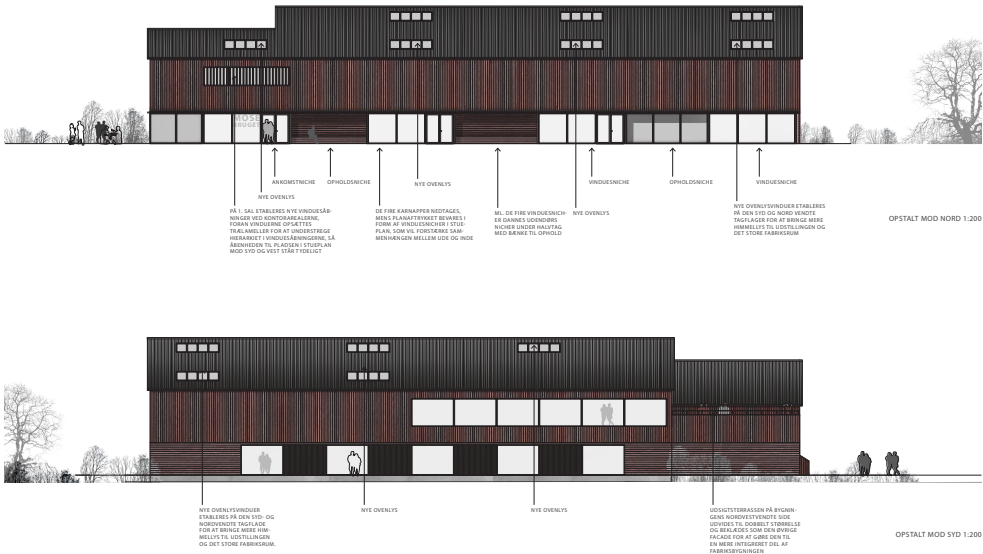 MOSE
BRUGET
ANKOMSTNICHE
OPHOLDSNICHE
NYE OVENLYS
VINDUESNICHE
OPHOLDSNICHE
VINDUESNICHE
NYE OVENLYS
PÅ 1. SAL ETABLERES NYE VINDUESÅB-
NINGER VED KONTORAREALERNE,
FORAN VINDUERNE OPSÆTTES
TRÆLAMELLER FOR AT UNDERSTREGE
HIERARKIET I VINDUESÅBNINGERNE, SÅ
ÅBENHEDEN TIL PLADSEN I STUEPLAN
MOD SYD OG VEST STÅR TYDELIGT
DE FIRE KARNAPPER NEDTAGES,
MENS PLANAFTRYKKET BEVARES I
FORM AF VINDUESNICHER I STUE-
PLAN, SOM VIL FORSTÆRKE SAM-
MENHÆNGEN MELLEM UDE OG INDE
ML. DE FIRE VINDUESNICH-
ER DANNES UDENDØRS
NICHER UNDER HALVTAG
MED BÆNKE TIL OPHOLD
NYE OVENLYS
NYE OVENLYSVINDUER ETABLERES
PÅ DEN SYD OG NORD VENDTE
TAGFLAGER FOR AT BRINGE MERE
HIMMELLYS TIL UDSTILLINGEN OG
DET STORE FABRIKSRUM
OPSTALT MOD NORD 1:200
NYE OVENLYSVINDUER
ETABLERES PÅ DEN SYD- OG
NORDVENDTE TAGFLADE
FOR AT BRINGE MERE HIM-
MELLYS TIL UDSTILLINGEN
OG DET STORE FABRIKSRUM.
NYE OVENLYS
NYE OVENLYS
UDSIGTSTERRASSEN PÅ BYGNIN-
GENS NORDVESTVENDTE SIDE
UDVIDES TIL DOBBELT STØRRELSE
OG BEKLÆDES SOM DEN ØVRIGE
FACADE FOR AT GØRE DEN TIL
EN MERE INTEGRERET DEL AF
FABRIKSBYGNINGEN
OPSTALT MOD SYD 1:200